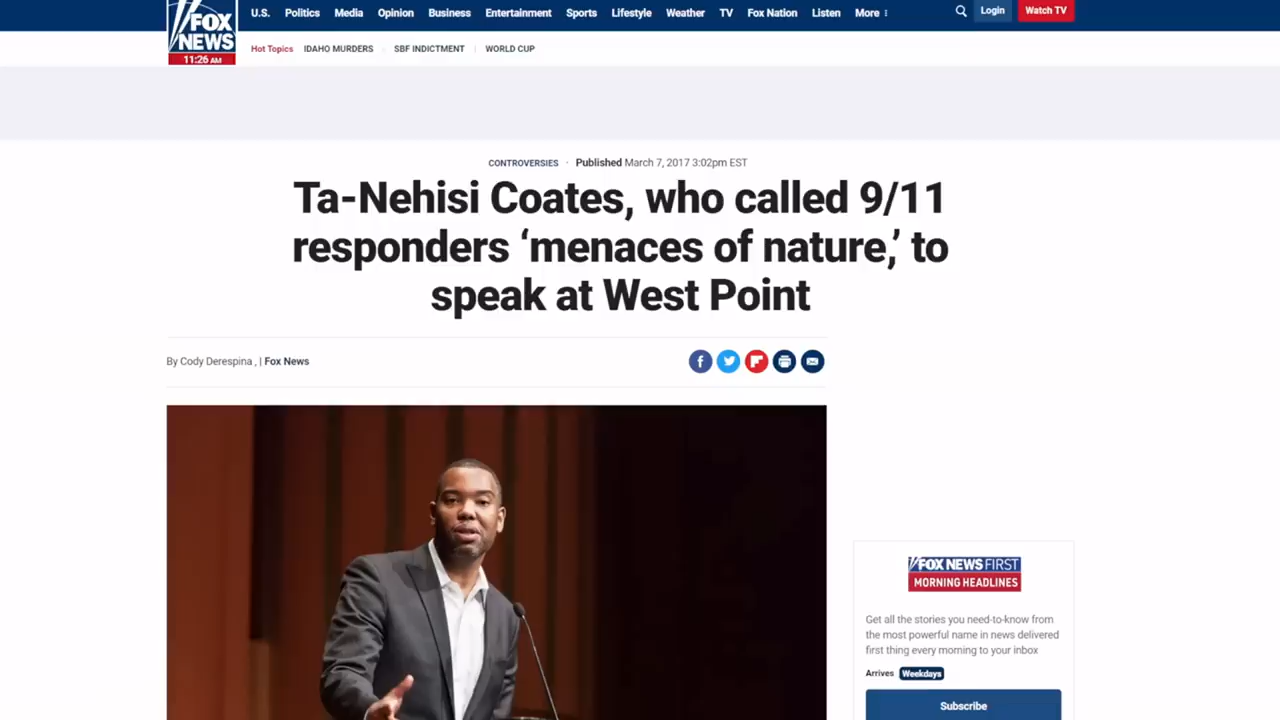 U.S. Politics Media Opinion Business Entertainment Sports Lifestyle Weather TV Fox Nation Listen More Login Watch TV
FOX
NEWS
11:26 AM
Hot Topics IDAHO MURDERS SBF INDICTMENT WORLD CUP
CONTROVERSIES · Published March 7, 2017 3:02pm EST
Ta-Nehisi Coates, who called 9/11
responders ‘menaces of nature,’ to
speak at West Point
By Cody Derespina , | Fox News
FOX NEWS FIRST
MORNING HEADLINES
Get all the stories you need-to-know from
the most powerful name in news delivered
first thing every morning to your inbox
Arrives Weekdays
Subscribe